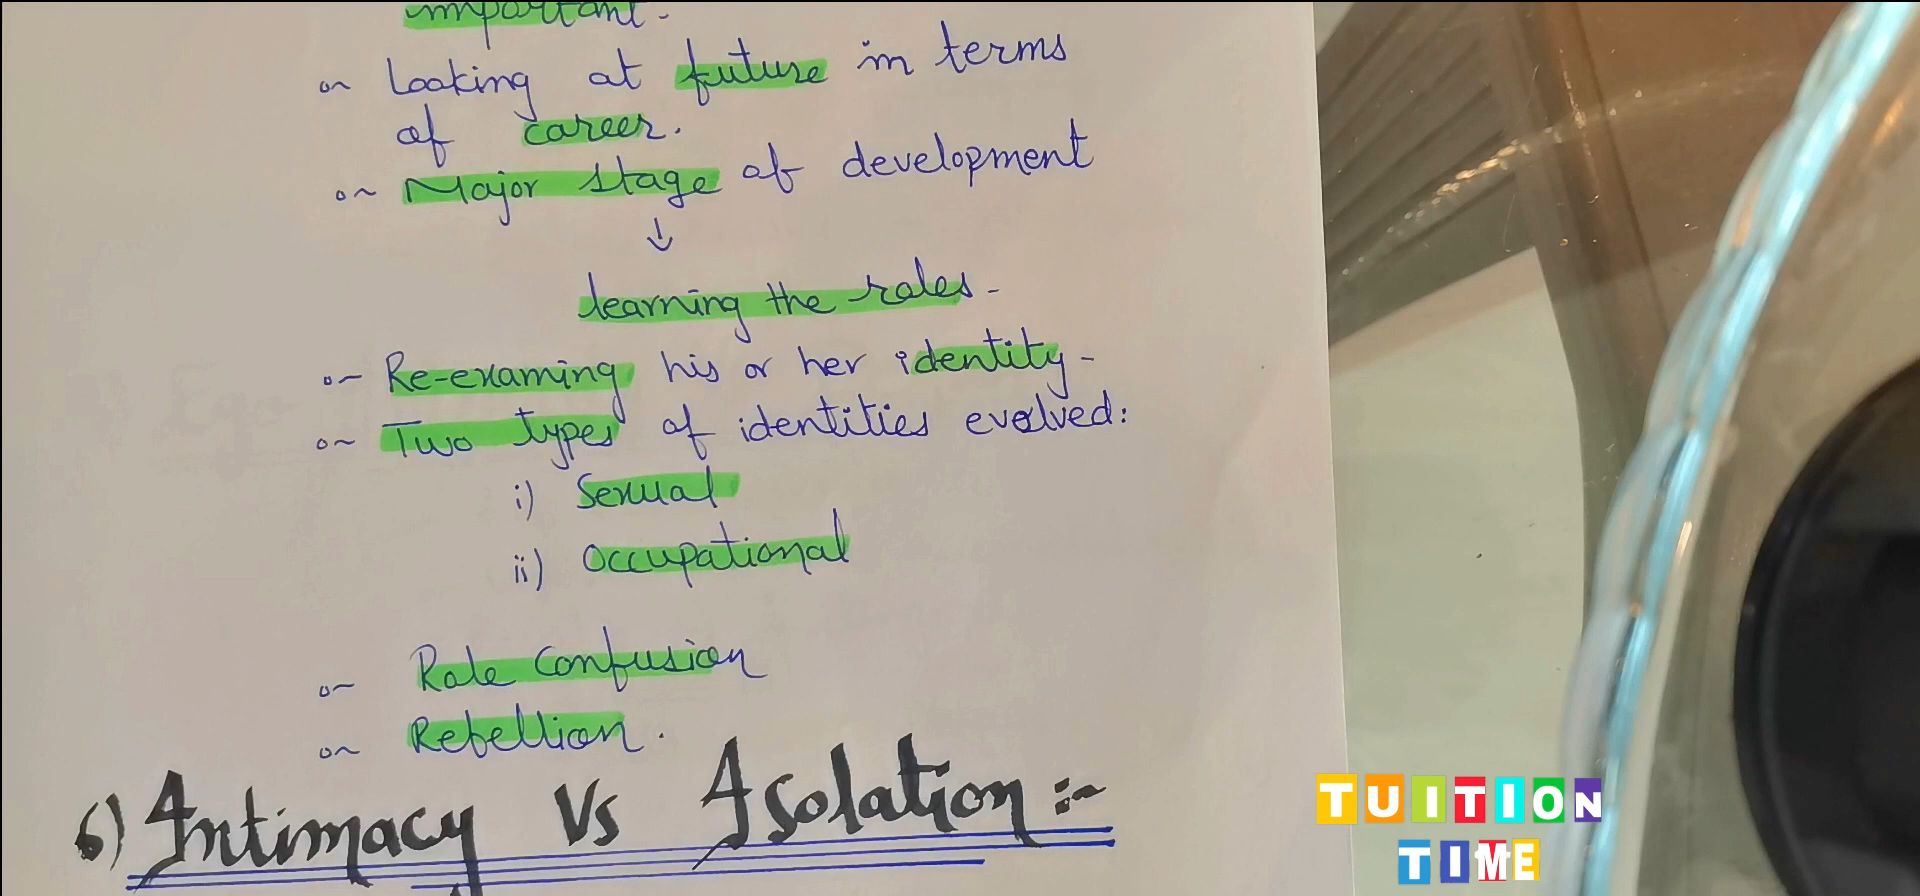 important.
Looking at future in terms
of career.
Major stage of development
↓
learning the roles.
Re-examing his or her identity.
Two types of identities evolved:
i) Sexual
ii) Occupational
Role Confusion
Rebellion.
6) Intimacy Vs Isolation :-
TUITION
TIME